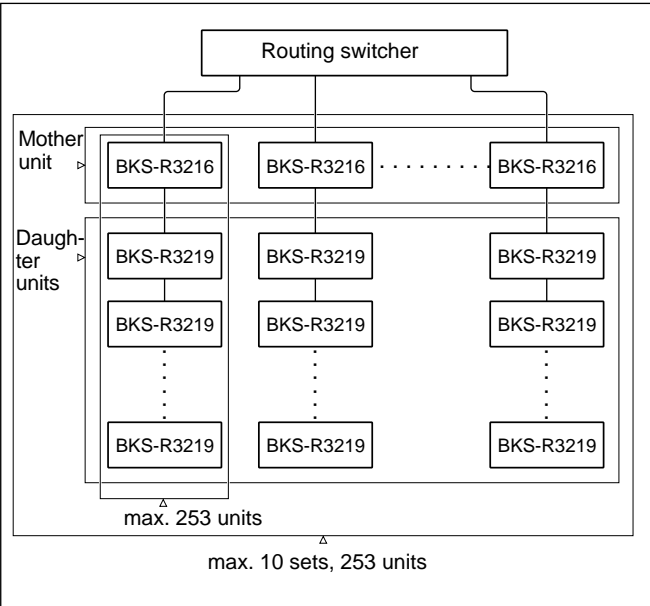 Routing switcher
Mother
unit
BKS-R3216 BKS-R3216 BKS-R3216
Daugh-
ter
units
BKS-R3219 BKS-R3219 BKS-R3219
BKS-R3219 BKS-R3219 BKS-R3219
BKS-R3219 BKS-R3219 BKS-R3219
max. 253 units
max. 10 sets, 253 units